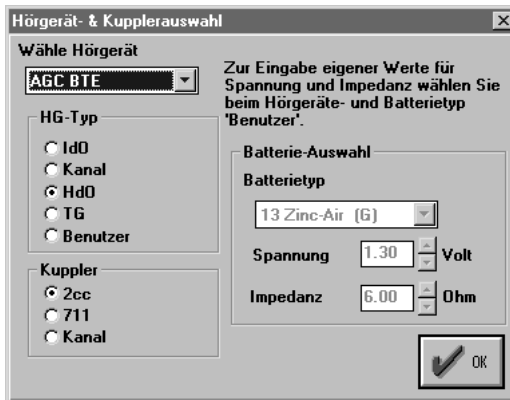 Hörgerät- & Kupplerauswahl
Wähle Hörgerät
AGC BTE
Zur Eingabe eigener Werte für
Spannung und Impedanz wählen Sie
beim Hörgeräte- und Batterietyp
'Benutzer'.
HG-Typ
IdO
Kanal
HdO
TG
Benutzer
Kuppler
2cc
711
Kanal
Batterie-Auswahl
Batterietyp
13 Zinc-Air (G)
Spannung 1.30 Volt
Impedanz 6.00 Ohm
OK